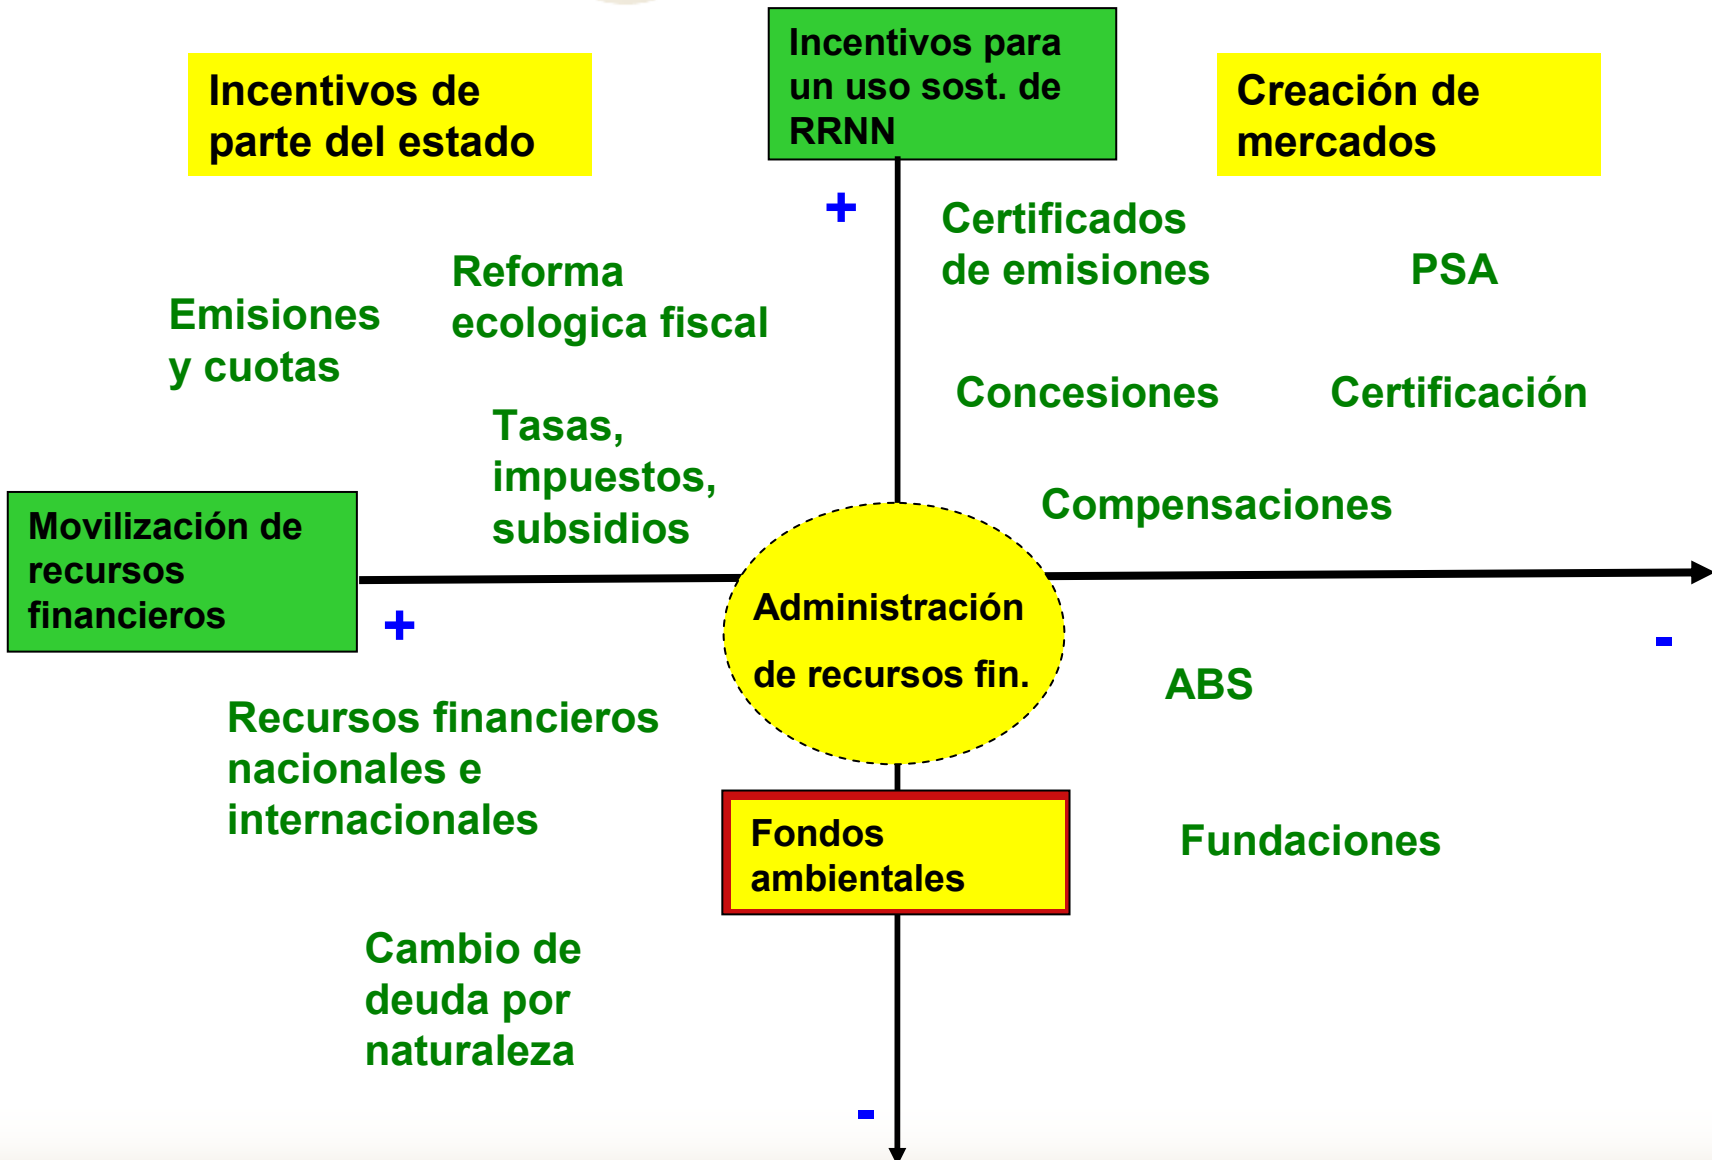 Incentivos de
parte del estado
Incentivos para
un uso sost. de
RRNN
Creación de
mercados
+
Certificados
de emisiones
PSA
Reforma
ecologica fiscal
Emisiones
y cuotas
Concesiones
Certificación
Tasas,
impuestos,
subsidios
Compensaciones
Movilización de
recursos
financieros
+
Administración
de recursos fin.
-
ABS
Recursos financieros
nacionales e
internacionales
Fondos
ambientales
Fundaciones
Cambio de
deuda por
naturaleza
-